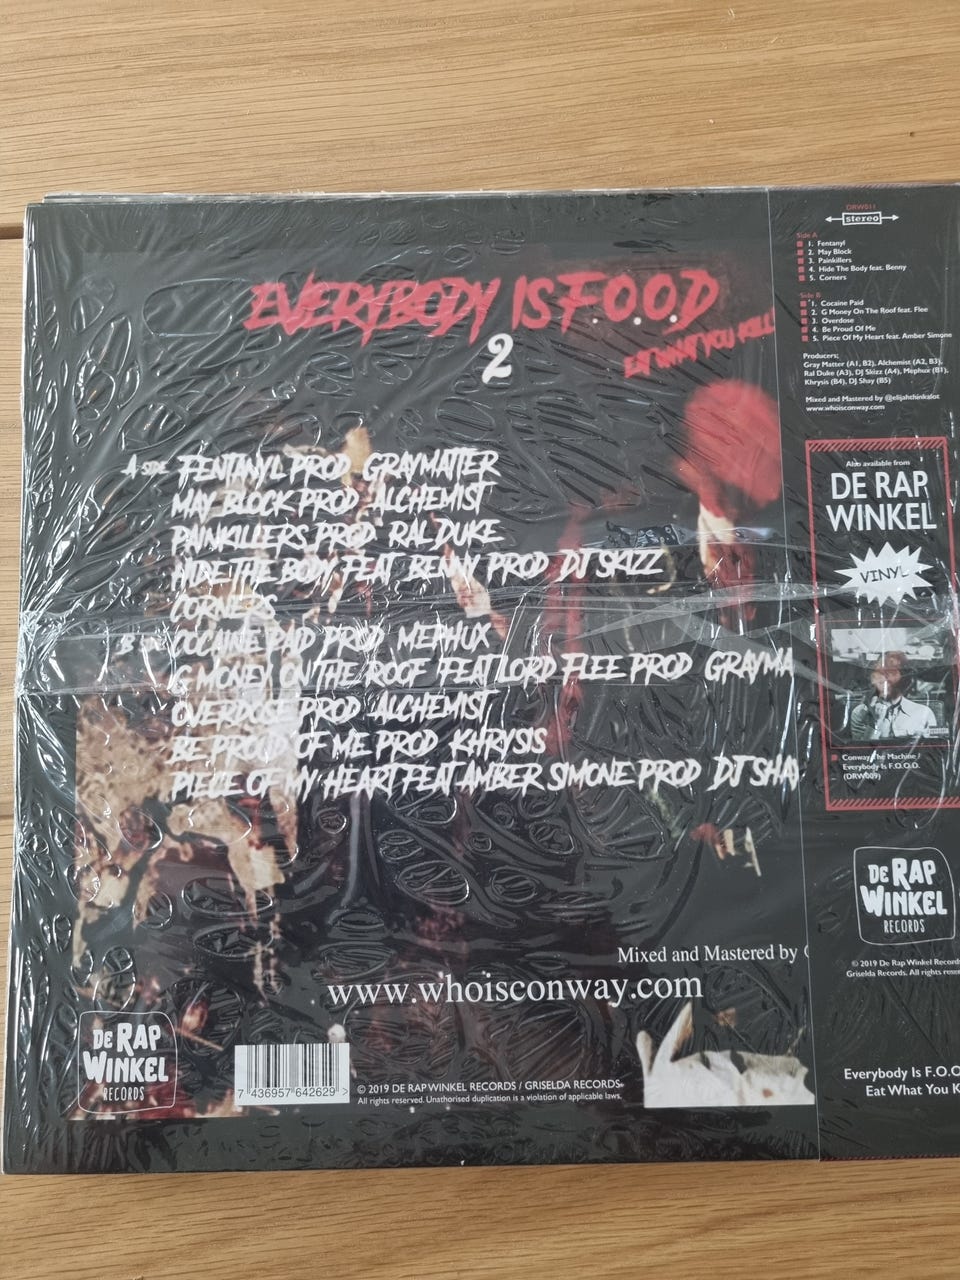 EVERYBODY IS F.O.O.D
2
EAT WHAT YOU KILL
A SIDE FENTANYL PROD GRAYMATTER
MAY BLOCK PROD ALCHEMIST
PAINKILLERS PROD RAL DUKE
HIDE THE BODY FEAT BENNY PROD DJ SKIZZ
CORNERS
B COCAINE PAID PROD MEPHUX
G MONEY ON THE ROOF FEAT LORD FLEE PROD GRAYMA
OVERDOSE PROD ALCHEMIST
BE PROUD OF ME PROD KHRYSIS
PIECE OF MY HEART FEAT AMBER SIMONE PROD DJ SHA
Mixed and Mastered by
www.whoisconway.com
DE RAP
WINKEL
RECORDS
7 436957 642629 >
© 2019 DE RAP WINKEL RECORDS / GRISELDA RECORDS.
All rights reserved. Unathorised duplication is a violation of applicable laws.
DRW011
stereo
Side A
1. Fentanyl
2. May Block
3. Painkillers
4. Hide The Body feat. Benny
5. Corners
Side B
1. Cocaine Paid
2. G Money On The Roof feat. Flee
3. Overdose
4. Be Proud Of Me
5. Piece Of My Heart feat. Amber Simone
Producers;
Gray Matter (A1, B2), Alchemist (A2, B3),
Ral Duke (A3), DJ Skizz (A4), Mephux (B1),
Khrysis (B4), DJ Shay (B5)
Mixed and Mastered by @elijahthinkalot
www.whoisconway.com
Also available from
DE RAP
WINKEL
VINYL
Conway The Machine /
Everybody Is F.O.O.D.
(DRW009)
DE RAP
WINKEL
RECORDS
© 2019 De Rap Winkel Records
Griselda Records. All rights rese
Everybody Is F.O.O
Eat What You K